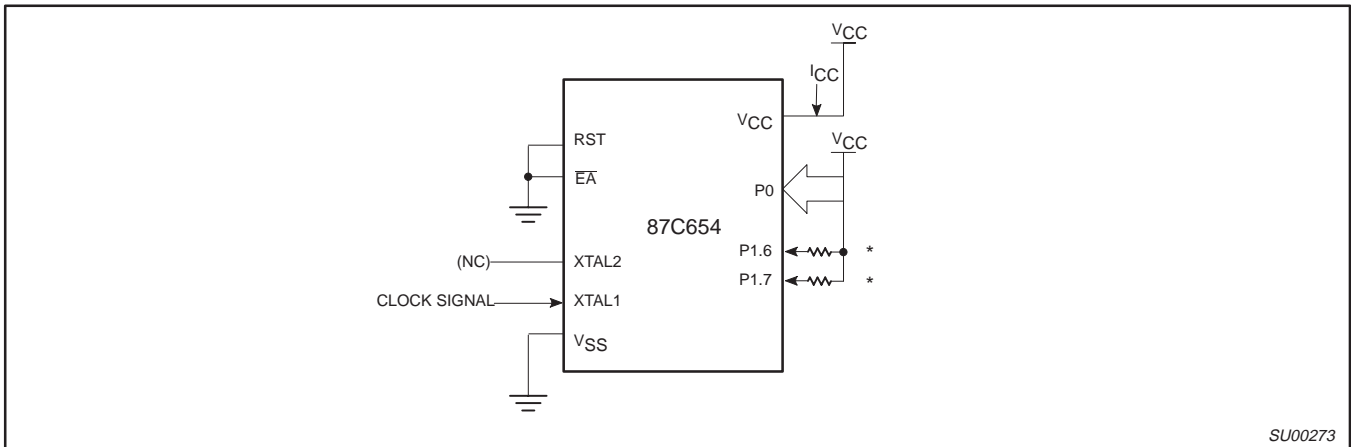 VCC
ICC
VCC
RST
VCC
EA
P0
87C654
P1.6 *
(NC) XTAL2
P1.7 *
CLOCK SIGNAL XTAL1
VSS
SU00273